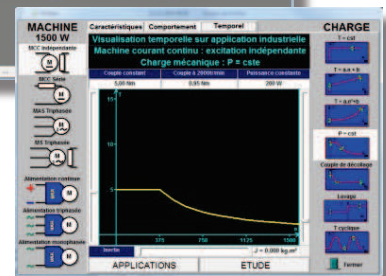 MACHINE
1500 W
Caractéristiques Comportement Temporel
CHARGE
Visualisation temporelle sur application industrielle
Machine courant continu : excitation indépendante
Charge mécanique : P = cste
Couple constant
Couple à 2000tr/min
Puissance constante
5,00 Nm
0,95 Nm
200 W
MCC Indépendante
M
MCC Série
M
MAS Triphasée
M
MS Triphasée
M
Alimentation continue
M
Alimentation triphasée
M
Alimentation monophasée
M
15
T
10
5
375
750
1125
1500
Inertie
J = 0,000 kg.m²
APPLICATIONS
ETUDE
T = cst
T = a.n + b
T = a.n²+b
P = cst
Couple de décollage
Levage
T cyclique
Fermer